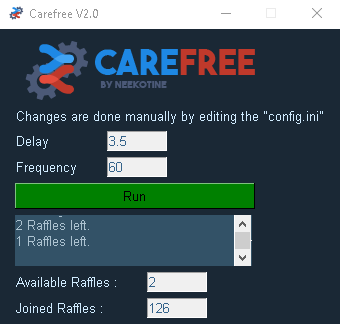 Carefree V2.0
CAREFREE
BY NEEKOTINE
Changes are done manually by editing the "config.ini"
Delay 3.5
Frequency 60
Run
2 Raffles left.
1 Raffles left.
Available Raffles : 2
Joined Raffles : 126